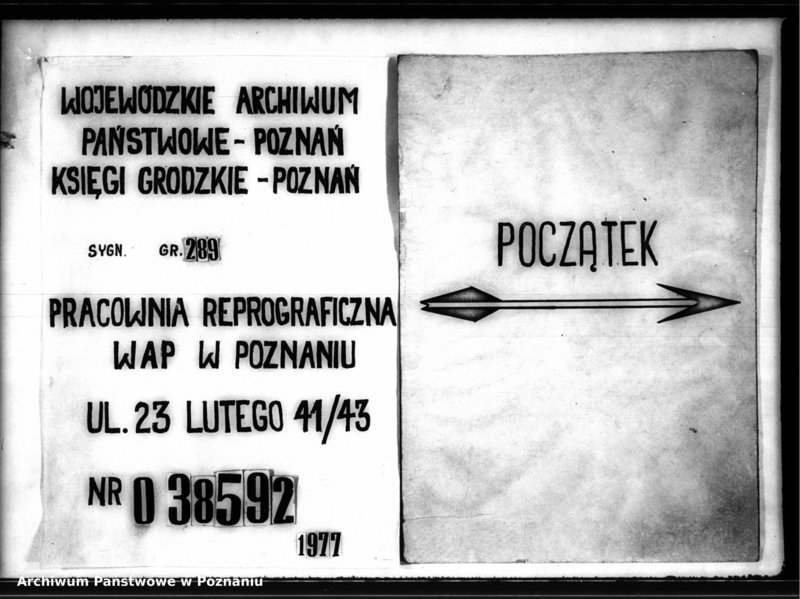 WOJEWÓDZKIE ARCHIWUM
PAŃSTWOWE - POZNAŃ
KSIĘGI GRODZKIE - POZNAŃ
SYGN. GR. 289
PRACOWNIA REPROGRAFICZNA
WAP W POZNANIU
UL. 23 LUTEGO 41/43
NR 0 38592
1977
POCZĄTEK
Archiwum Państwowe w Poznaniu